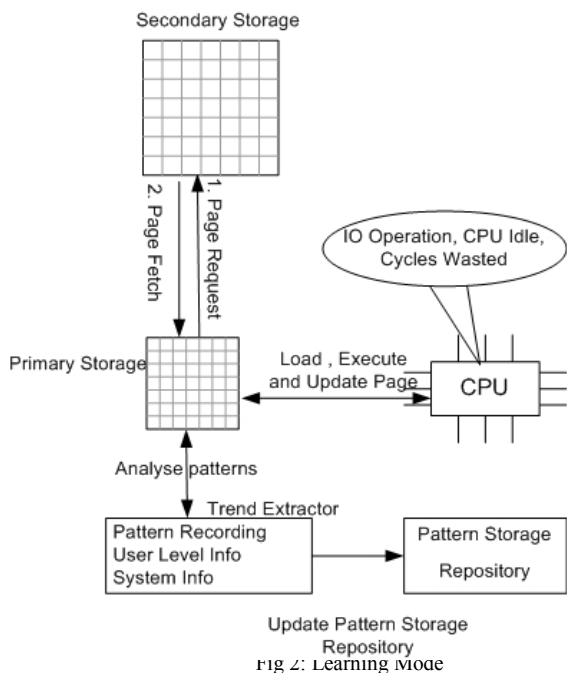 Secondary Storage
2. Page Fetch
1. Page Request
IO Operation, CPU Idle,
Cycles Wasted
Primary Storage
Load , Execute
and Update Page
CPU
Analyse patterns
Trend Extractor
Pattern Recording
User Level Info
System Info
Pattern Storage
Repository
Update Pattern Storage
Repository
Fig 2: Learning Mode